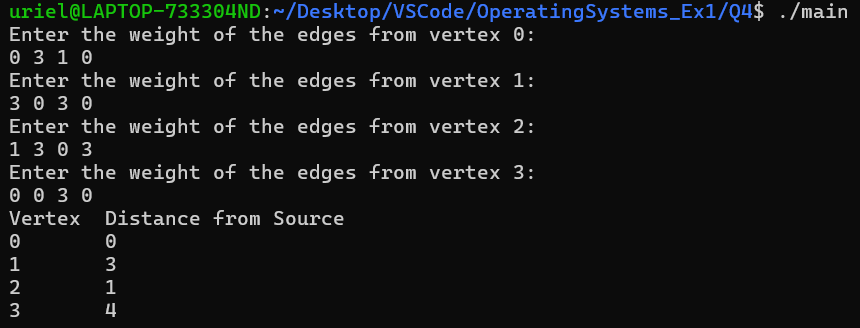 uriel@LAPTOP-733304ND:~/Desktop/VSCode/OperatingSystems_Ex1/Q4$ ./main
Enter the weight of the edges from vertex 0:
0 3 1 0
Enter the weight of the edges from vertex 1:
3 0 3 0
Enter the weight of the edges from vertex 2:
1 3 0 3
Enter the weight of the edges from vertex 3:
0 0 3 0
Vertex  Distance from Source
0       0
1       3
2       1
3       4